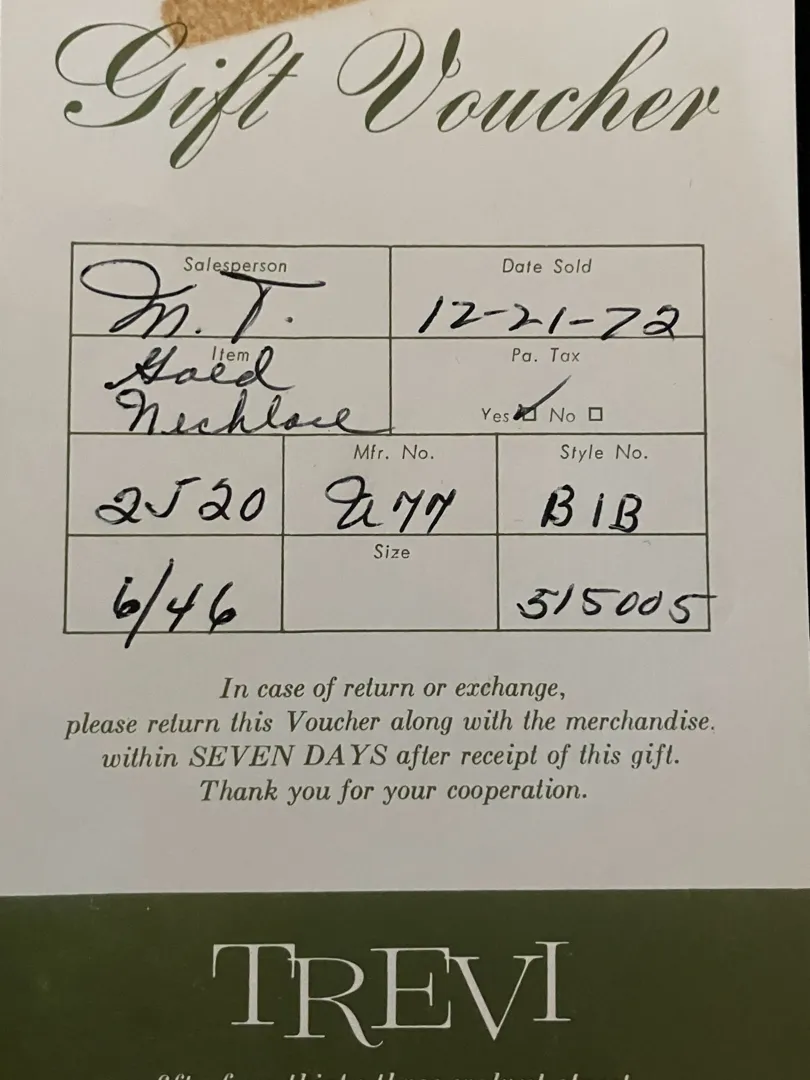 Gift Voucher
Salesperson
M. T.
Date Sold
12-21-72
Item
Gold
Necklace
Pa. Tax
Yes ☑ No ☐
2J20
Mfr. No.
Style No.
B1B
6/46
Size
515005
In case of return or exchange,
please return this Voucher along with the merchandise.
within SEVEN DAYS after receipt of this gift.
Thank you for your cooperation.
TREVI